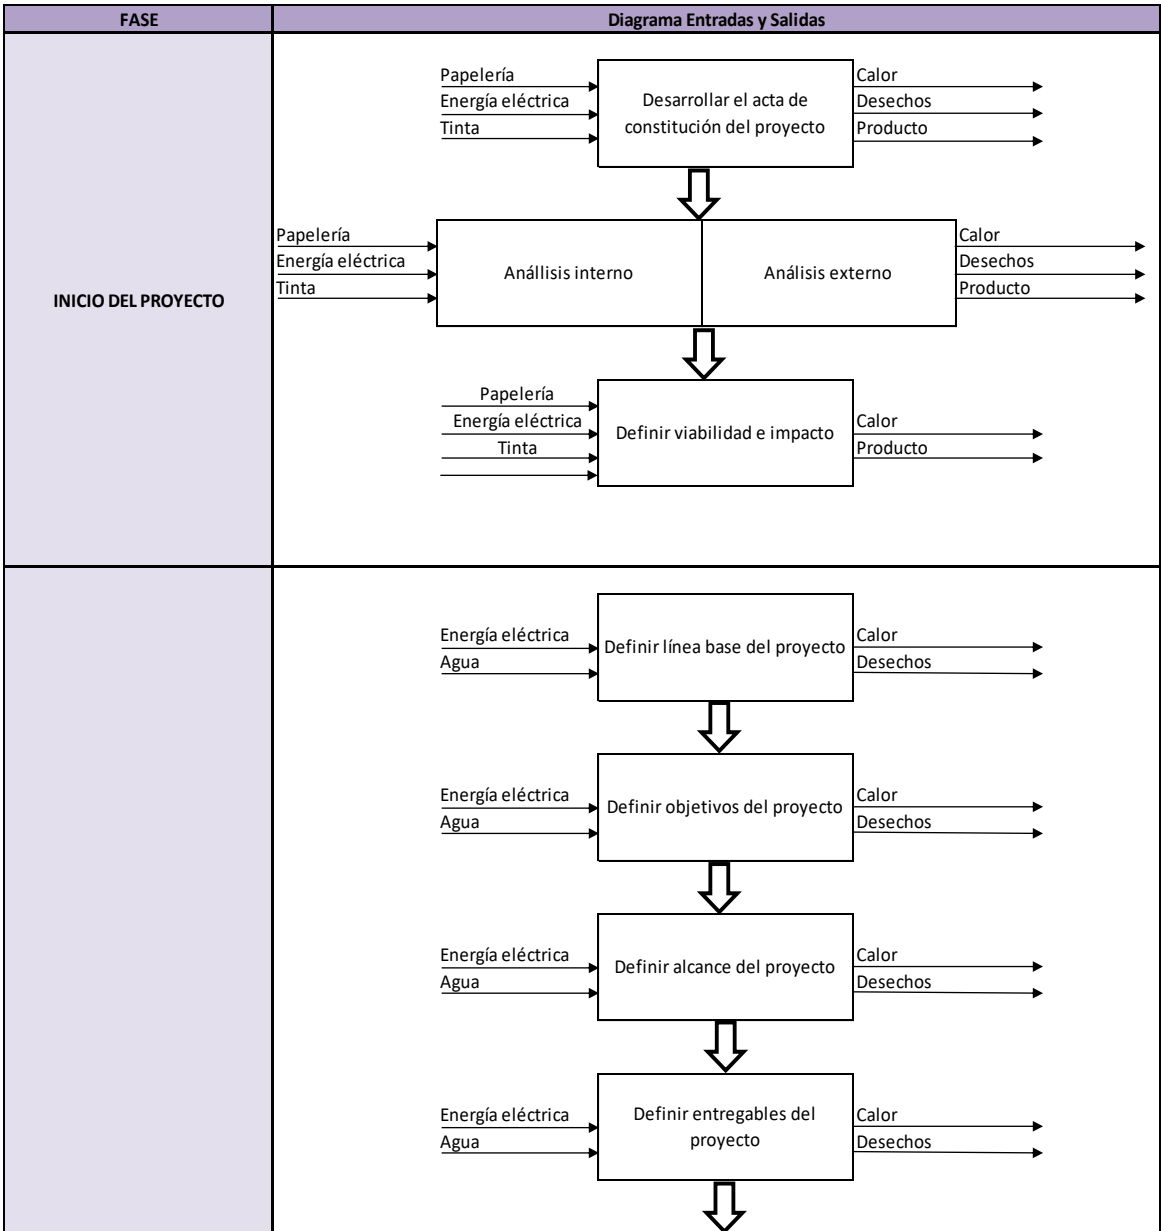 FASE
Diagrama Entradas y Salidas
INICIO DEL PROYECTO
Papelería
Energía eléctrica
Tinta
Desarrollar el acta de
constitución del proyecto
Calor
Desechos
Producto
Papelería
Energía eléctrica
Tinta
Anállisis interno
Análisis externo
Calor
Desechos
Producto
Papelería
Energía eléctrica
Tinta
Definir viabilidad e impacto
Calor
Producto
Energía eléctrica
Agua
Definir línea base del proyecto
Calor
Desechos
Energía eléctrica
Agua
Definir objetivos del proyecto
Calor
Desechos
Energía eléctrica
Agua
Definir alcance del proyecto
Calor
Desechos
Energía eléctrica
Agua
Definir entregables del
proyecto
Calor
Desechos